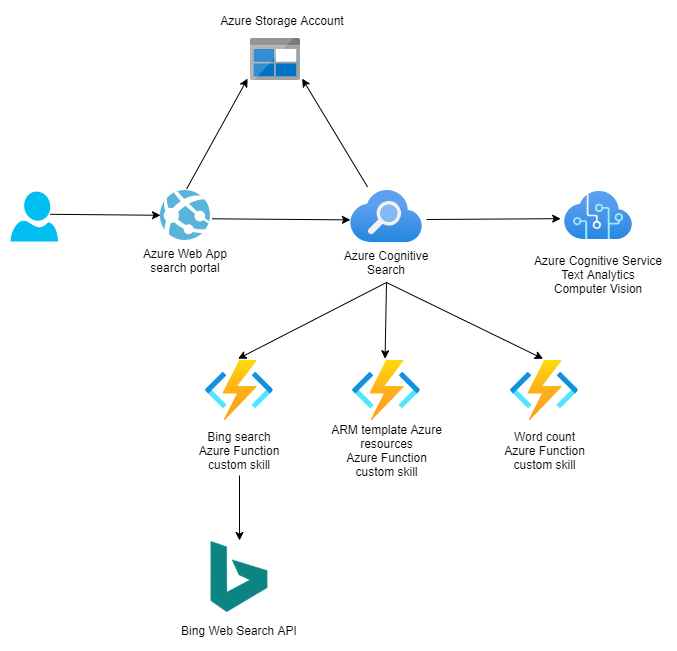 Azure Storage Account
Azure Web App
search portal
Azure Cognitive
Search
Azure Cognitive Service
Text Analytics
Computer Vision
Bing search
Azure Function
custom skill
ARM template Azure
resources
Azure Function
custom skill
Word count
Azure Function
custom skill
Bing Web Search API